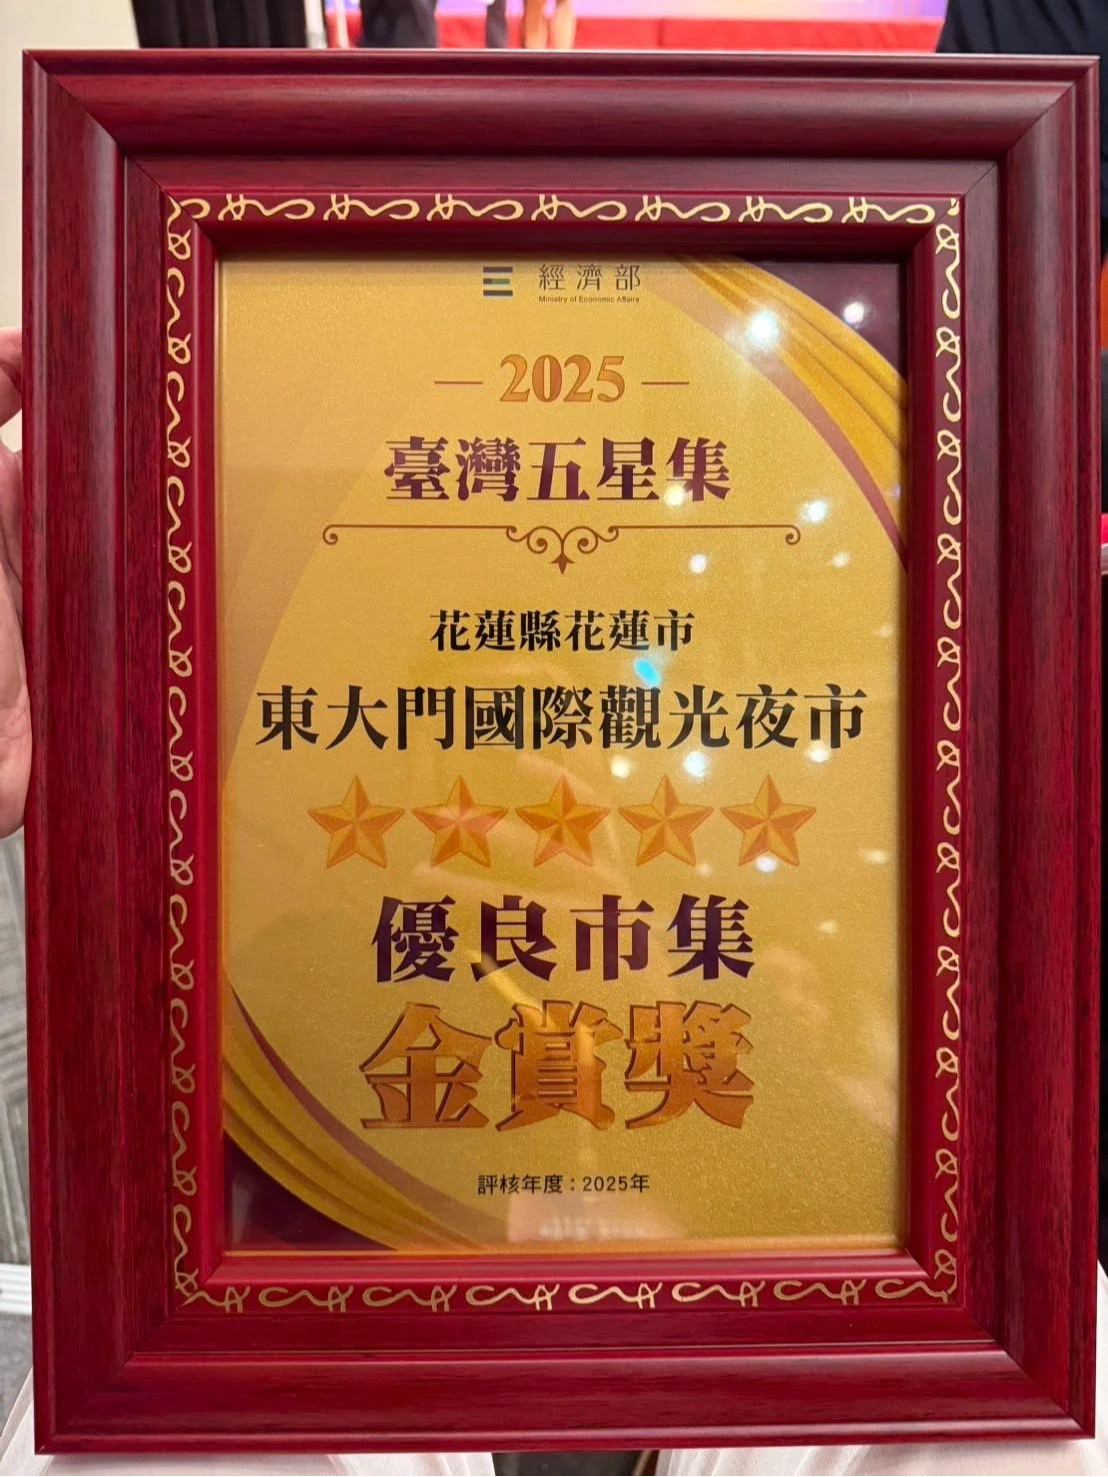 經濟部
Ministry of Economic Affairs
2025
臺灣五星集
花蓮縣花蓮市
東大門國際觀光夜市
優良市集
金賞獎
評核年度：2025年